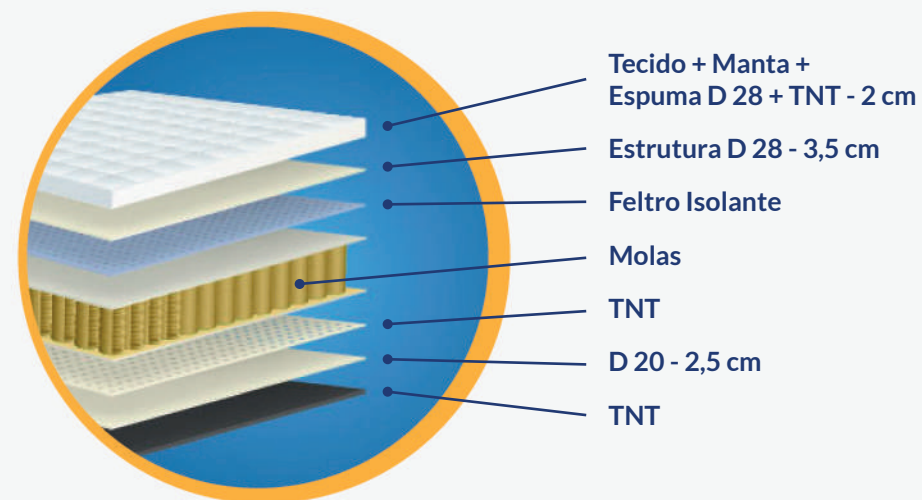 Tecido + Manta +
Espuma D 28 + TNT - 2 cm
Estrutura D 28 - 3,5 cm
Feltro Isolante
Molas
TNT
D 20 - 2,5 cm
TNT